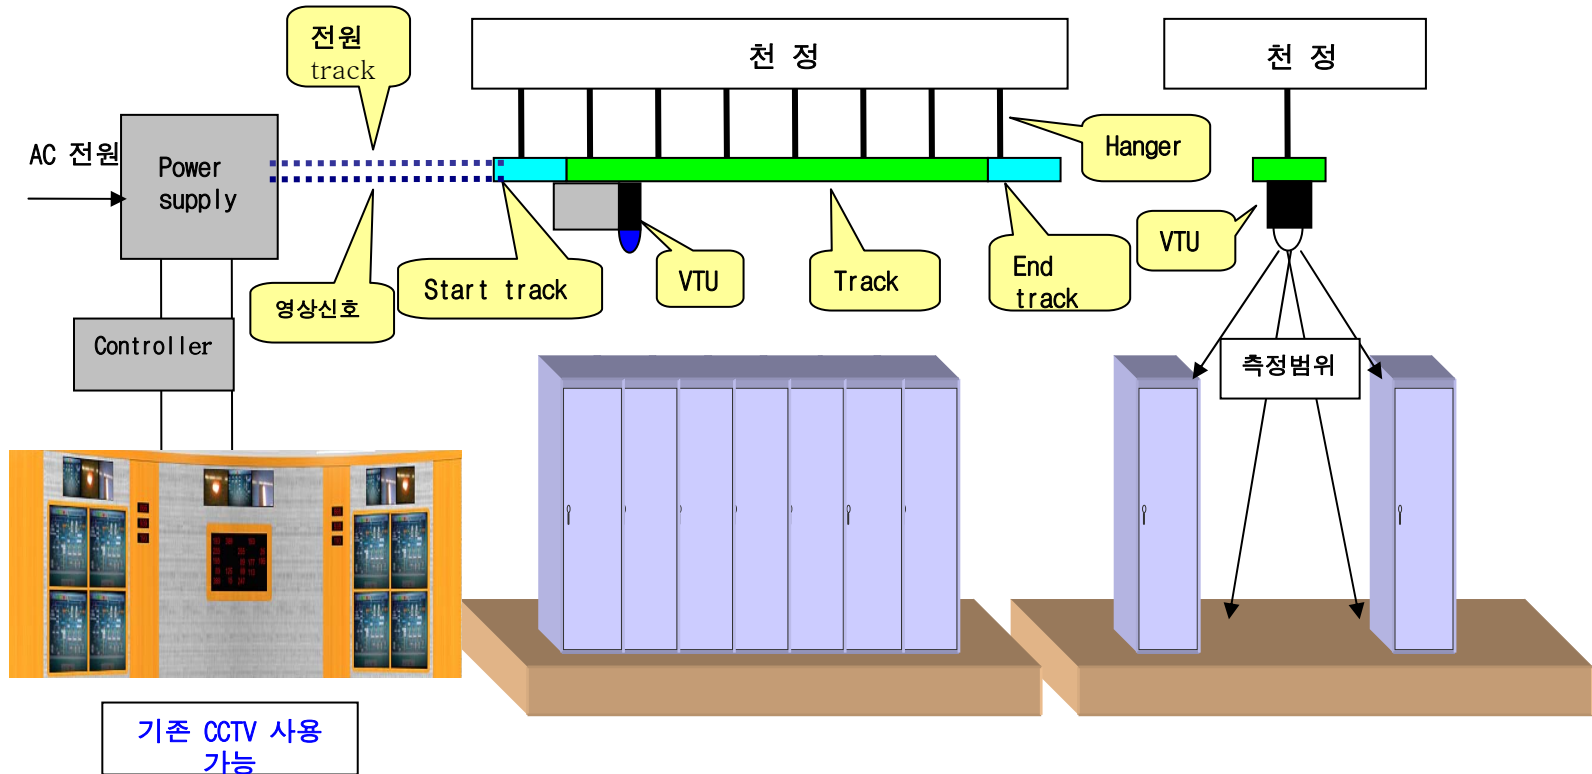 전원
track
천 정
천 정
AC 전원
Power
supply
Hanger
VTU
Start track
VTU
Track
End
track
영상신호
Controller
측정범위
기존 CCTV 사용
가능